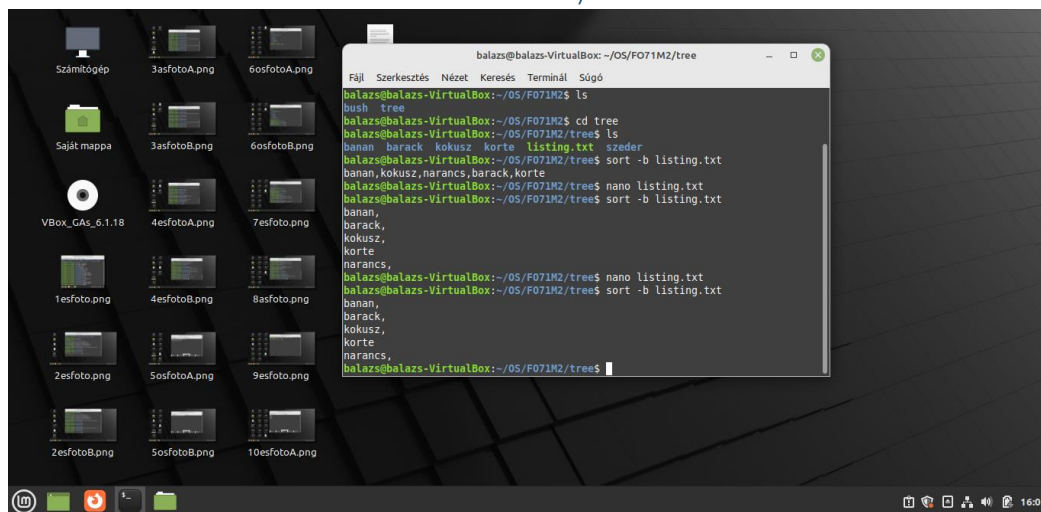 Számítógép
3asfotoA.png
6osfotoA.png
Saját mappa
3asfotoB.png
6osfotoB.png
VBox_GAs_6.1.18
4esfotoA.png
7esfoto.png
1esfoto.png
4esfotoB.png
8asfoto.png
2esfoto.png
5osfotoA.png
9esfoto.png
2esfotoB.png
5osfotoB.png
10esfotoA.png
balazs@balazs-VirtualBox: ~/OS/FO71M2/tree
Fájl Szerkesztés Nézet Keresés Terminál Súgó
balazs@balazs-VirtualBox:~/OS/FO71M2$ ls
bush tree
balazs@balazs-VirtualBox:~/OS/FO71M2$ cd tree
balazs@balazs-VirtualBox:~/OS/FO71M2/tree$ ls
banan barack kokusz korte listing.txt szeder
balazs@balazs-VirtualBox:~/OS/FO71M2/tree$ sort -b listing.txt
banan,kokusz,narancs,barack,korte
balazs@balazs-VirtualBox:~/OS/FO71M2/tree$ nano listing.txt
balazs@balazs-VirtualBox:~/OS/FO71M2/tree$ sort -b listing.txt
banan,
barack,
kokusz,
korte
narancs,
balazs@balazs-VirtualBox:~/OS/FO71M2/tree$ nano listing.txt
balazs@balazs-VirtualBox:~/OS/FO71M2/tree$ sort -b listing.txt
banan,
barack,
kokusz,
korte
narancs,
balazs@balazs-VirtualBox:~/OS/FO71M2/tree$